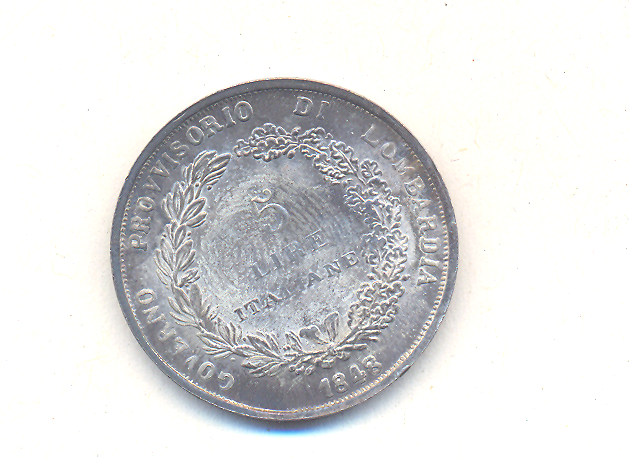 GOVERNO PROVVISORIO DI LOMBARDIA
5
LIRE
ITALIANE
1848